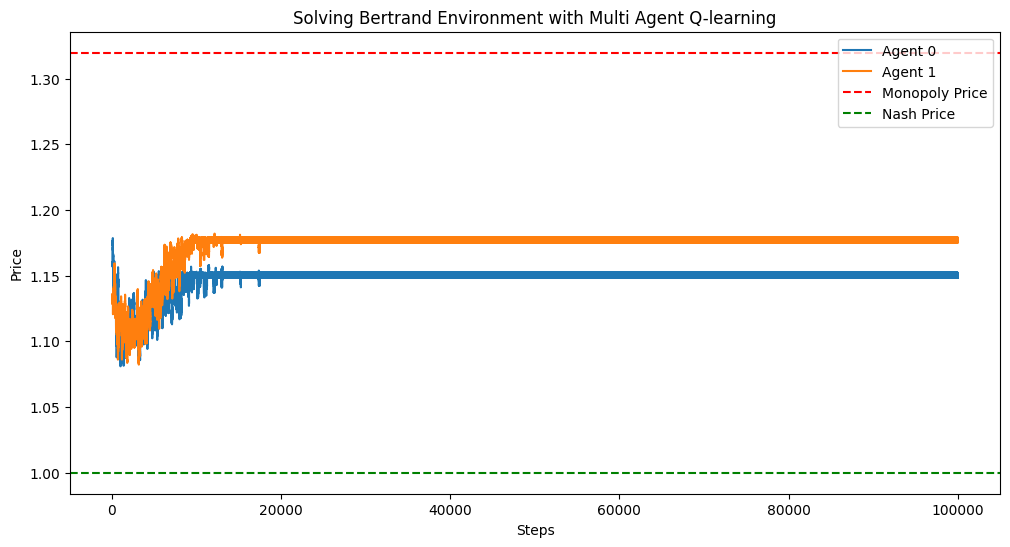 Solving Bertrand Environment with Multi Agent Q-learning
Agent 0
Agent 1
Monopoly Price
Nash Price
1.30
1.25
1.20
1.15
1.10
1.05
1.00
Price
0
20000
40000
60000
80000
100000
Steps